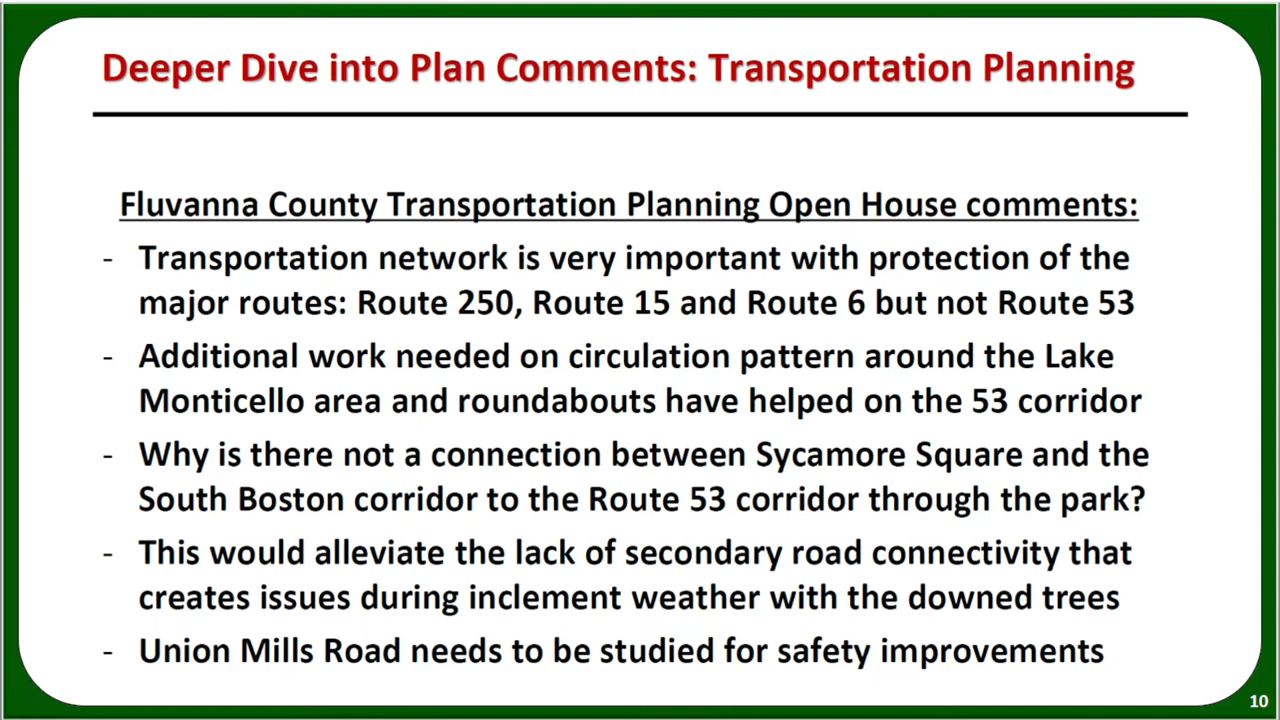 Deeper Dive into Plan Comments: Transportation Planning
Fluvanna County Transportation Planning Open House comments:
- Transportation network is very important with protection of the
major routes: Route 250, Route 15 and Route 6 but not Route 53
- Additional work needed on circulation pattern around the Lake
Monticello area and roundabouts have helped on the 53 corridor
- Why is there not a connection between Sycamore Square and the
South Boston corridor to the Route 53 corridor through the park?
- This would alleviate the lack of secondary road connectivity that
creates issues during inclement weather with the downed trees
- Union Mills Road needs to be studied for safety improvements
10